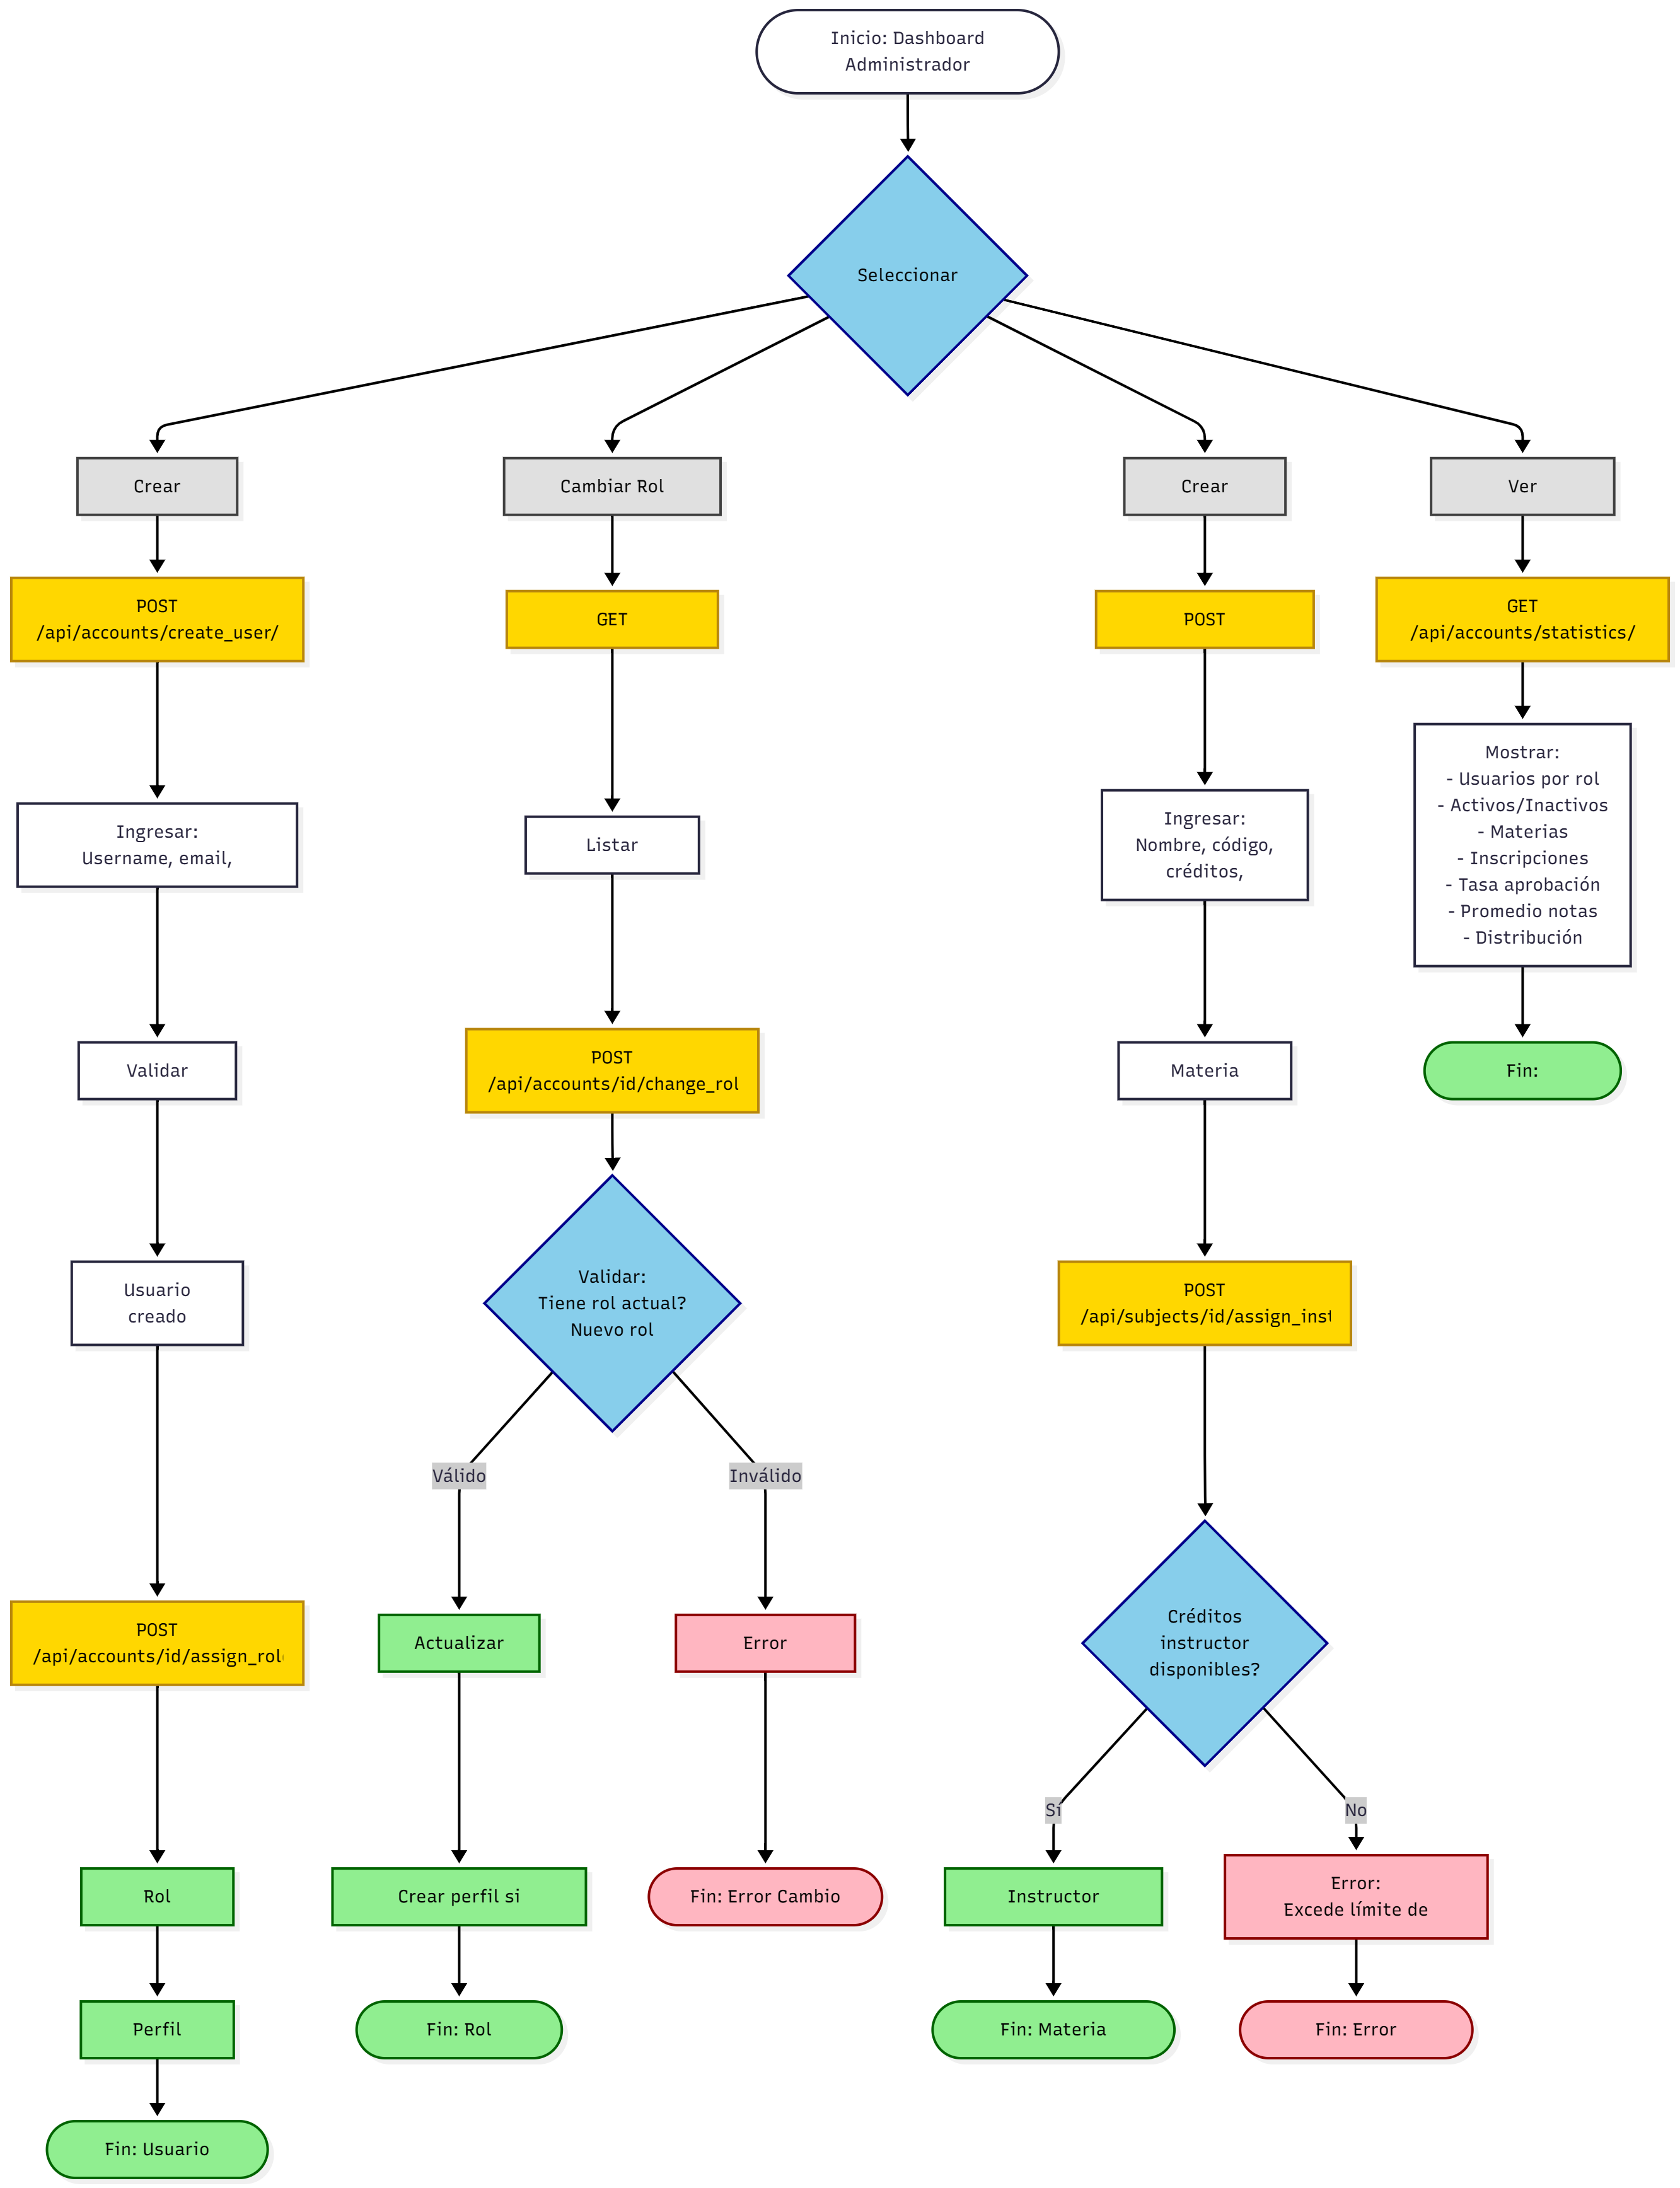 Inicio: Dashboard
Administrador
Seleccionar
Crear
Cambiar Rol
Crear
Ver
POST
/api/accounts/create_user/
GET
POST
GET
/api/accounts/statistics/
Ingresar:
Username, email,
Listar
Ingresar:
Nombre, código,
créditos,
Mostrar:
- Usuarios por rol
- Activos/Inactivos
- Materias
- Inscripciones
- Tasa aprobación
- Promedio notas
- Distribución
Validar
POST
/api/accounts/id/change_rol
Materia
Fin:
Usuario
creado
Validar:
Tiene rol actual?
Nuevo rol
POST
/api/subjects/id/assign_inst
Válido
Inválido
POST
/api/accounts/id/assign_role
Actualizar
Error
Créditos
instructor
disponibles?
Sí
No
Rol
Crear perfil si
Fin: Error Cambio
Instructor
Error:
Excede límite de
Perfil
Fin: Rol
Fin: Materia
Fin: Error
Fin: Usuario